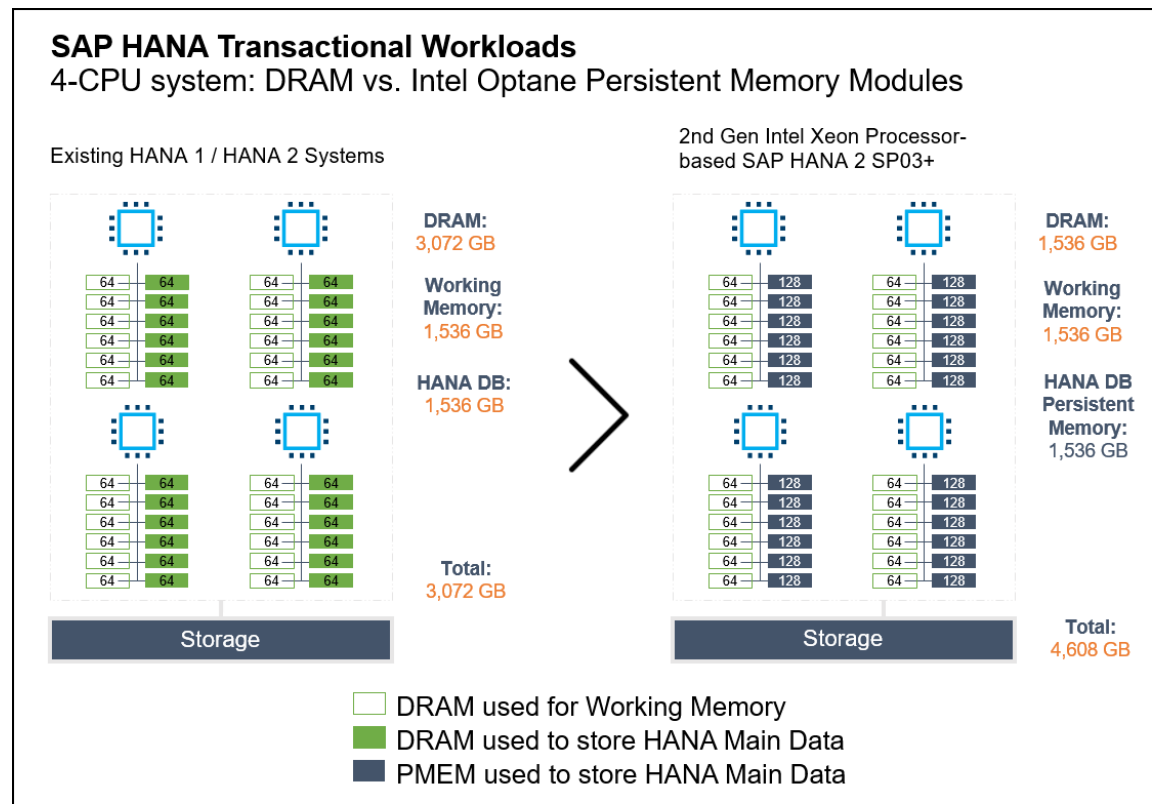 SAP HANA Transactional Workloads
4-CPU system: DRAM vs. Intel Optane Persistent Memory Modules
Existing HANA 1 / HANA 2 Systems
DRAM:
3,072 GB
64 64 64 64
64 64 64 64
64 64 64 64
64 64 64 64
64 64 64 64
64 64 64 64
Working
Memory:
1,536 GB
HANA DB:
1,536 GB
64 64 64 64
64 64 64 64
64 64 64 64
64 64 64 64
64 64 64 64
64 64 64 64
Total:
3,072 GB
Storage
2nd Gen Intel Xeon Processor-
based SAP HANA 2 SP03+
DRAM:
1,536 GB
64 128 64 128
64 128 64 128
64 128 64 128
64 128 64 128
64 128 64 128
64 128 64 128
Working
Memory:
1,536 GB
HANA DB
Persistent
Memory:
1,536 GB
64 128 64 128
64 128 64 128
64 128 64 128
64 128 64 128
64 128 64 128
64 128 64 128
Total:
4,608 GB
Storage
DRAM used for Working Memory
DRAM used to store HANA Main Data
PMEM used to store HANA Main Data